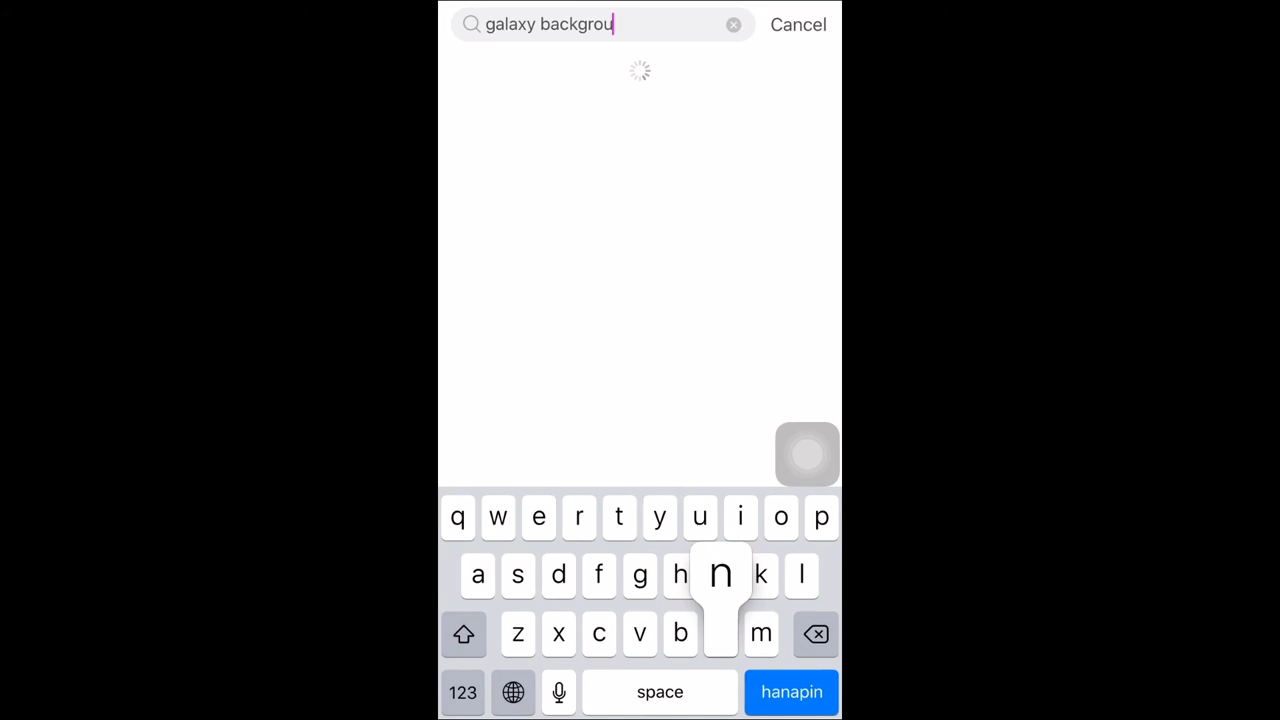 galaxy backgrou Cancel
q w e r t y u i o p
a s d f g h n k l
z x c v b m
123 space hanapin